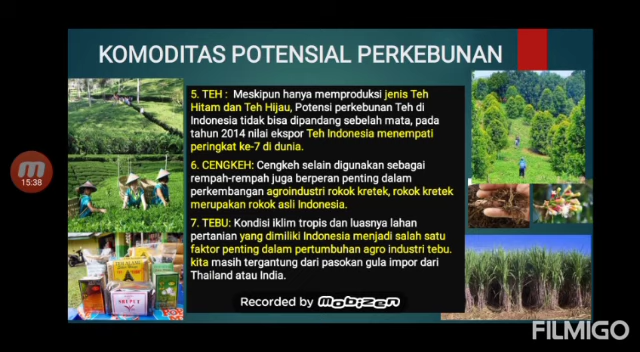 KOMODITAS POTENSIAL PERKEBUNAN
5. TEH : Meskipun hanya memproduksi jenis Teh
Hitam dan Teh Hijau, Potensi perkebunan Teh di
Indonesia tidak bisa dipandang sebelah mata, pada
tahun 2014 nilai ekspor Teh Indonesia menempati
peringkat ke-7 di dunia.
6. CENGKEH: Cengkeh selain digunakan sebagai
rempah-rempah juga berperan penting dalam
perkembangan agroindustri rokok kretek, rokok kretek
merupakan rokok asli Indonesia.
7. TEBU: Kondisi iklim tropis dan luasnya lahan
pertanian yang dimiliki Indonesia menjadi salah satu
faktor penting dalam pertumbuhan agro industri tebu.
kita masih tergantung dari pasokan gula impor dari
Thailand atau India.
15:38
Recorded by mobizen
FILMIGO